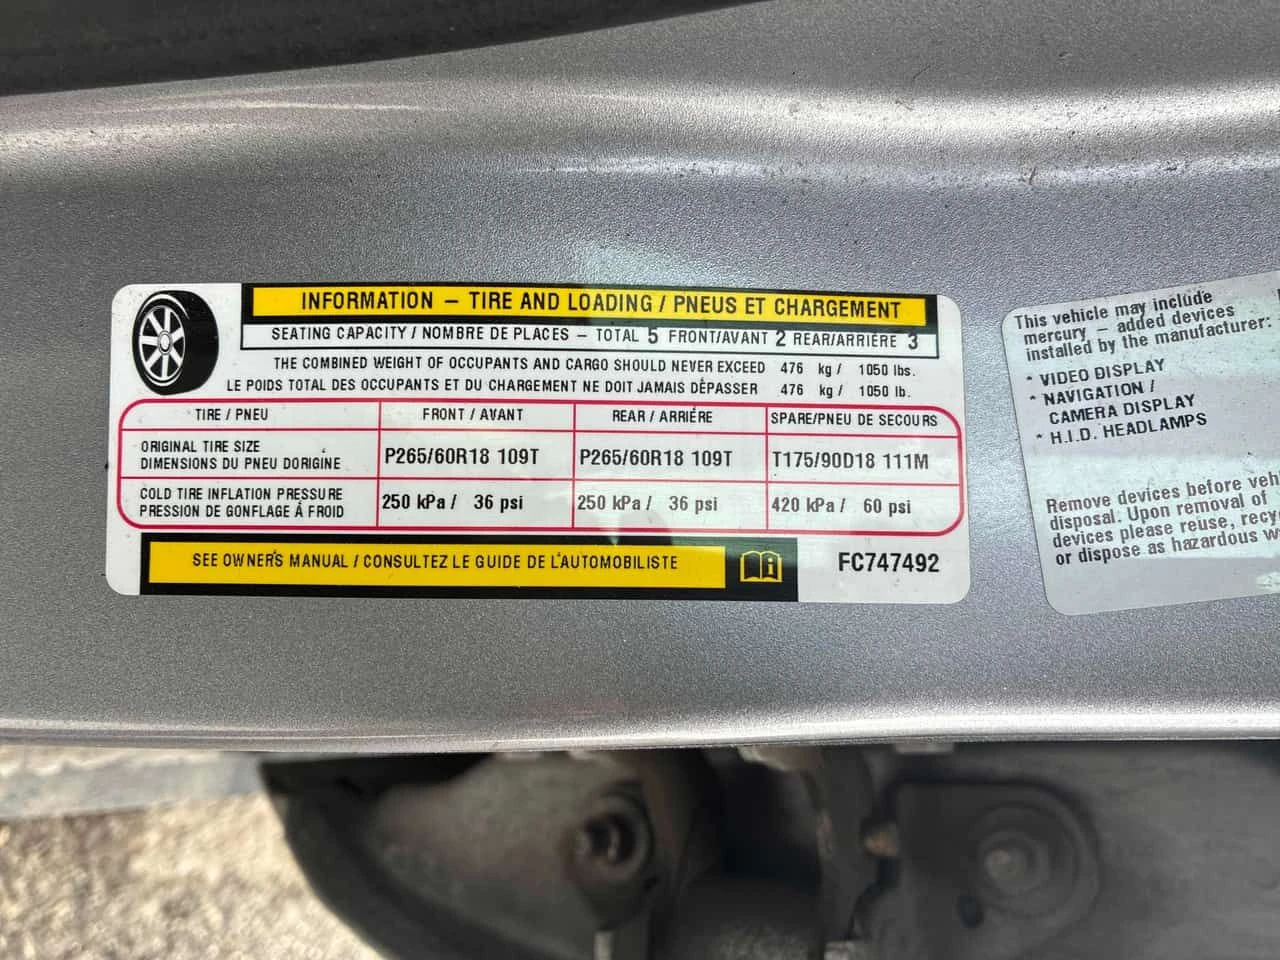 INFORMATION – TIRE AND LOADING / PNEUS ET CHARGEMENT
SEATING CAPACITY / NOMBRE DE PLACES – TOTAL 5 FRONT/AVANT 2 REAR/ARRIÈRE 3
THE COMBINED WEIGHT OF OCCUPANTS AND CARGO SHOULD NEVER EXCEED 476 kg / 1050 lbs.
LE POIDS TOTAL DES OCCUPANTS ET DU CHARGEMENT NE DOIT JAMAIS DÉPASSER 476 kg / 1050 lb.
TIRE / PNEU FRONT / AVANT REAR / ARRIÉRE SPARE/PNEU DE SECOURS
ORIGINAL TIRE SIZE
DIMENSIONS DU PNEU DORIGINE
P265/60R18 109T P265/60R18 109T T175/90D18 111M
COLD TIRE INFLATION PRESSURE
PRESSION DE GONFLAGE À FROID
250 kPa / 36 psi 250 kPa / 36 psi 420 kPa / 60 psi
SEE OWNER'S MANUAL / CONSULTEZ LE GUIDE DE L'AUTOMOBILISTE
FC747492
This vehicle may include
mercury – added devices
installed by the manufacturer:
* VIDEO DISPLAY
* NAVIGATION /
CAMERA DISPLAY
* H.I.D. HEADLAMPS
Remove devices before
disposal. Upon removal of
devices please reuse,
or dispose as hazardous